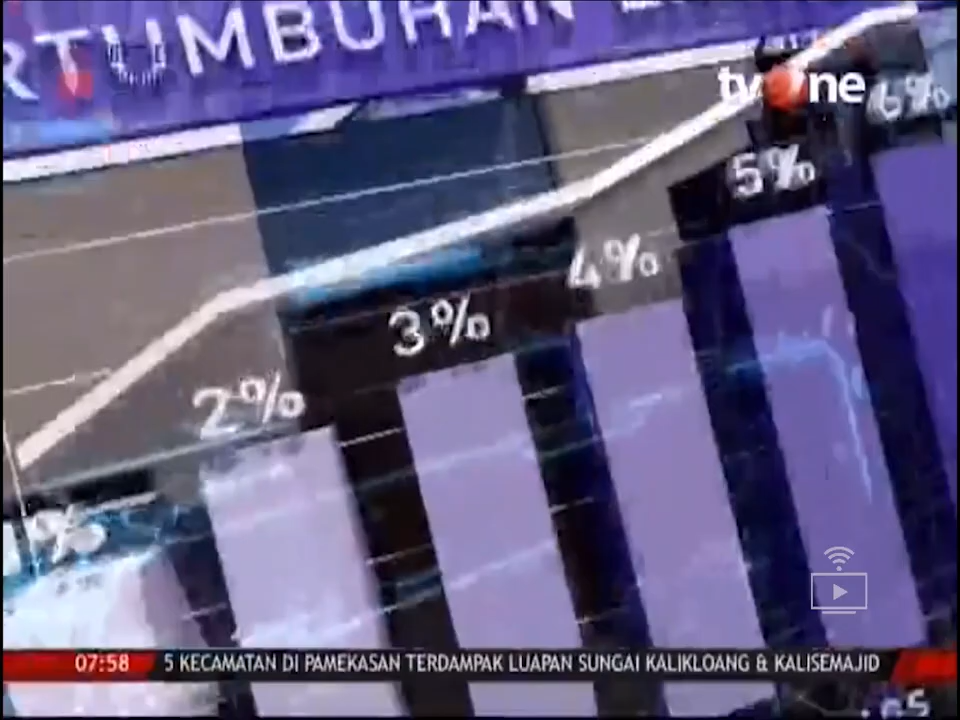 RTUMBUHAN
tvOne
6%
5%
4%
3%
2%
%
07:58 5 KECAMATAN DI PAMEKASAN TERDAMPAK LUAPAN SUNGAI KALIKLOANG & KALISEMAJID